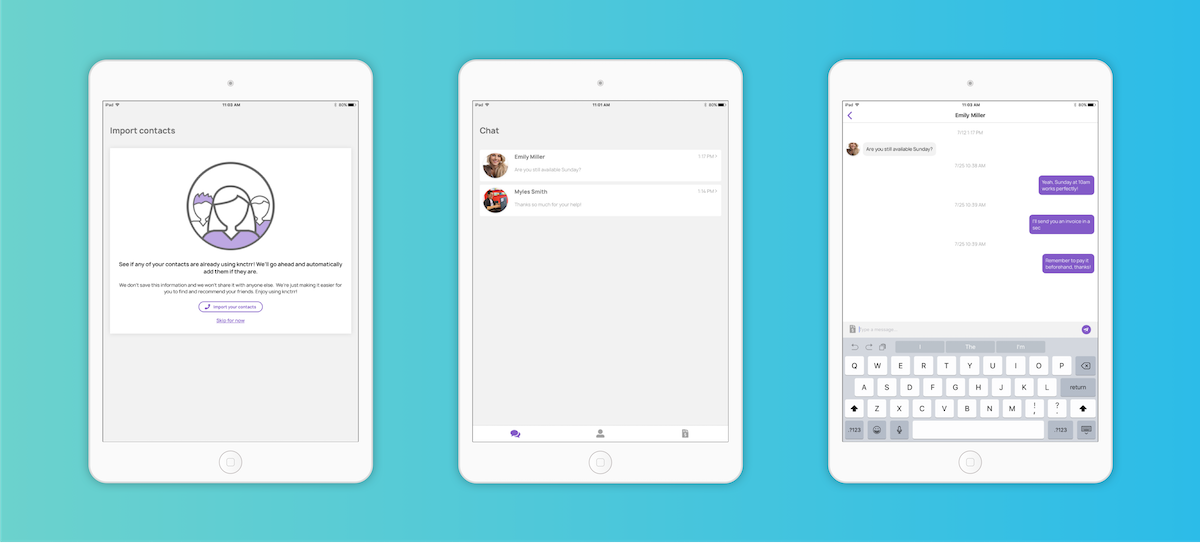 iPad
11:03 AM
80%
Import contacts
See if any of your contacts are already using knctrr! We'll go ahead and automatically
add them if they are.
We don't save this information and we won't share it with anyone else. We're just making it easier for
you to find and recommend your friends. Enjoy using knctrr!
Import your contacts
Skip for now
iPad
11:01 AM
80%
Chat
Emily Miller
1:17 PM
Are you still available Sunday?
Myles Smith
1:16 PM
Thanks so much for your help!
iPad
11:03 AM
80%
Emily Miller
7/12 1:17 PM
Are you still available Sunday?
7/25 10:39 AM
Yeah, Sunday at 10am
works perfectly!
7/25 10:39 AM
I'll send you an invoice in a
sec
7/25 10:39 AM
Remember to pay it
beforehand, thanks!
Type a message
I The I'm
Q W E R T Y U I O P
A S D F G H J K L return
Z X C V B N M ! , ? .
.?123 .?123